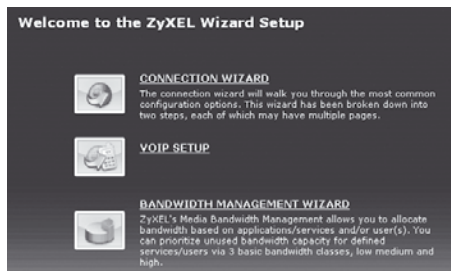 Welcome to the ZyXEL Wizard Setup
CONNECTION WIZARD
The connection wizard will walk you through the most common
configuration options. This wizard has been broken down into
two steps, each of which may have multiple pages.
VOIP SETUP
BANDWIDTH MANAGEMENT WIZARD
ZyXEL's Media Bandwidth Management allows you to allocate
bandwidth based on applications/services and/or user(s). You
can prioritize unused bandwidth capacity for defined
services/users via 3 basic bandwidth classes, low medium and
high.